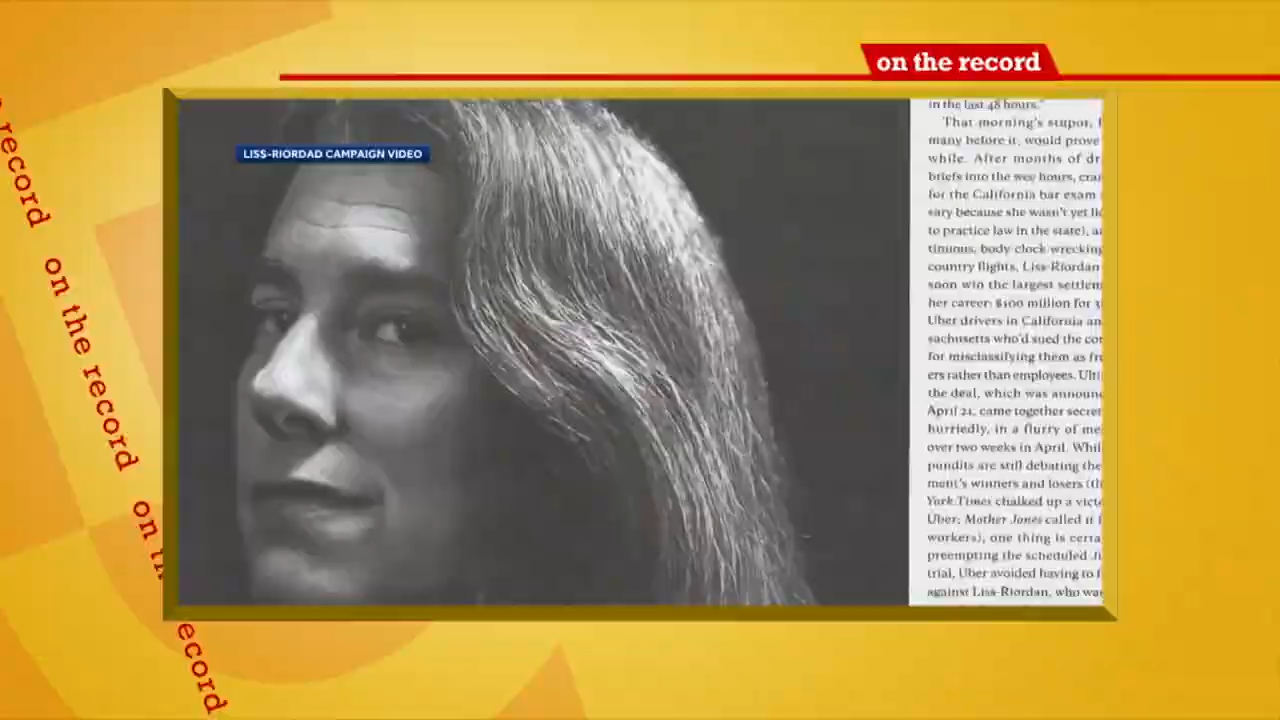 on the record
LISS-RIORDAD CAMPAIGN VIDEO
in the last 48 hours."
That morning's stupor,
many before it, would prove
while. After months of
briefs into the wee hours,
for the California bar exam
sary because she wasn't yet
to practice law in the state),
tinuous, body clock wrecking
country flights, Liss-Riordan
soon win the largest
her career: $100 million for
Uber drivers in California
sachusetts who'd sued the
for misclassifying them as
ers rather than employees.
the deal, which was
April 21, came together
hurriedly, in a flurry of
over two weeks in April.
pundits are still debating the
ment's winners and losers
York Times chalked up a
Uber; Mother Jones called it
workers), one thing is
preempting the scheduled
trial, Uber avoided having to
against Liss-Riordan, who
record
on the record
on
record